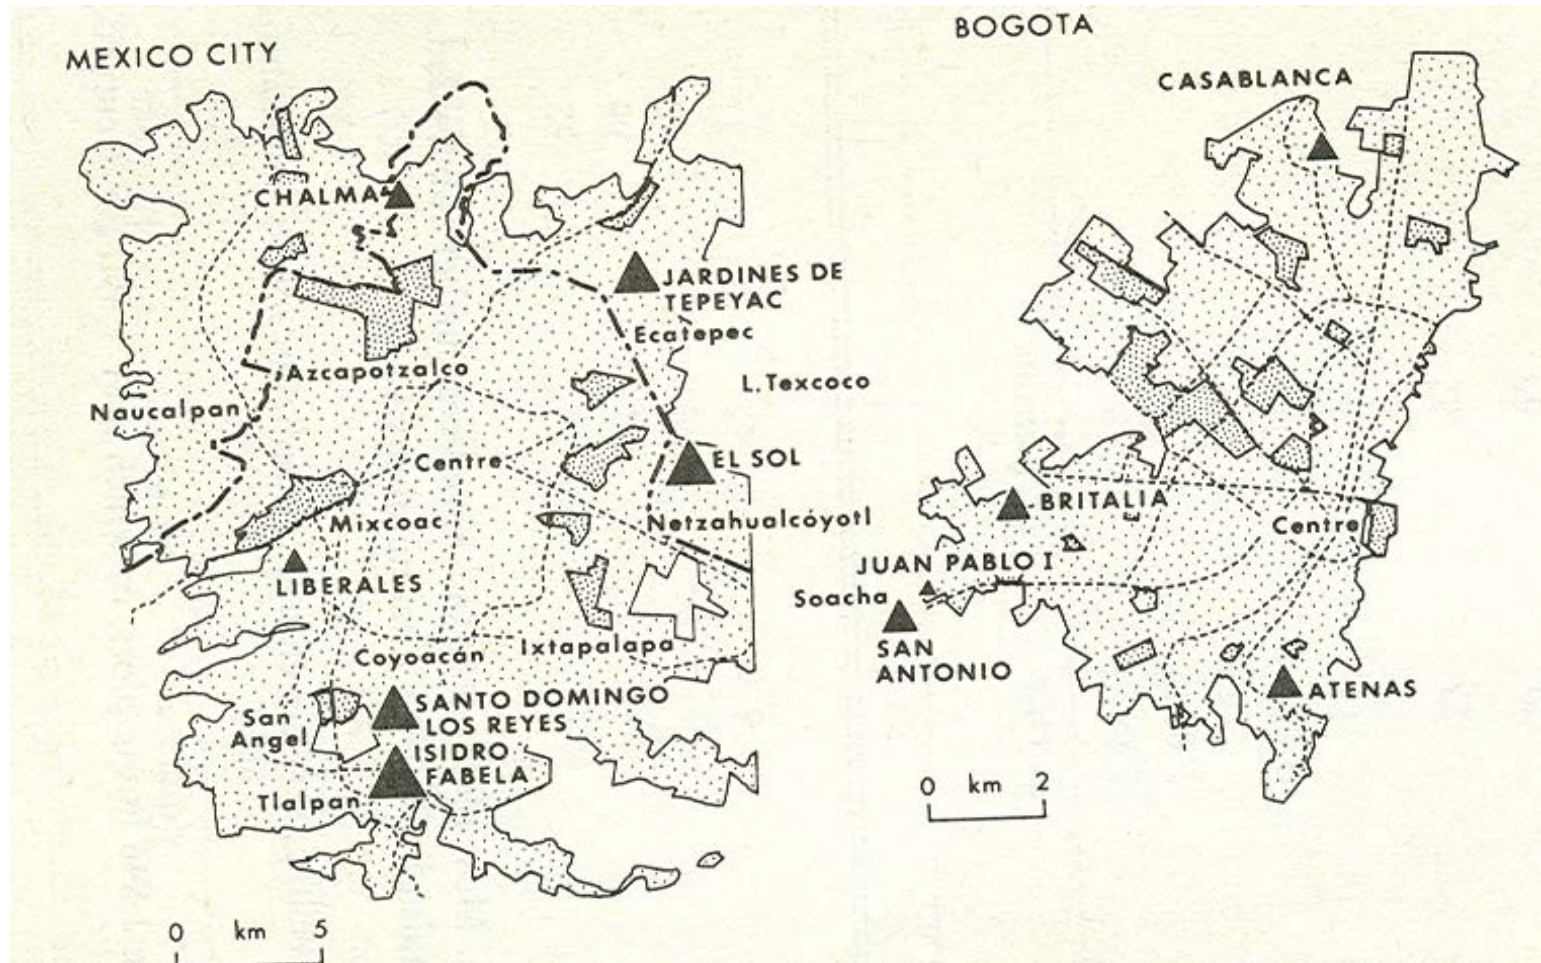 MEXICO CITY
CHALMA
JARDINES DE
TEPEYAC
Ecatepec
Azcapotzalco
L. Texcoco
Naucalpan
Centre
EL SOL
Mixcoac
Netzahualcóyotl
LIBERALES
Ixtapalapa
Coyoacán
SANTO DOMINGO
LOS REYES
San
Angel
ISIDRO
FABELA
Tlalpan
0 km 5
BOGOTA
CASABLANCA
BRITALIA
Centre
JUAN PABLO I
Soacha
SAN
ANTONIO
ATENAS
0 km 2